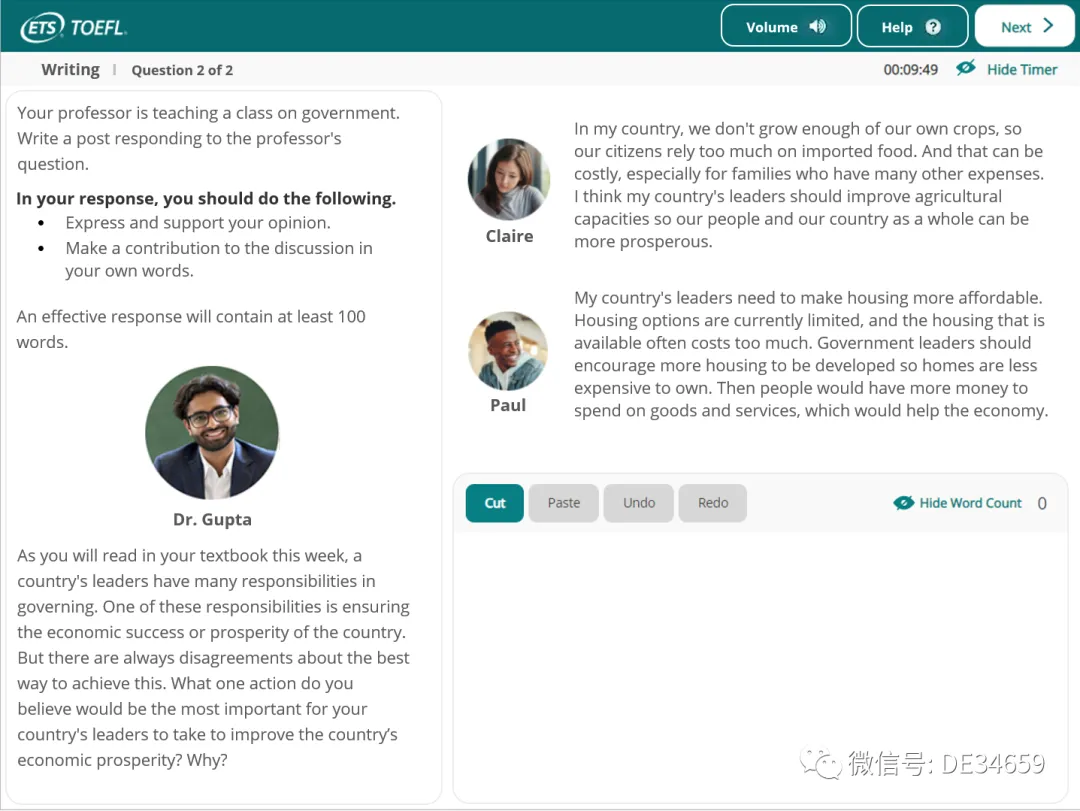 ETS TOEFL
Volume
Help
Next
Writing | Question 2 of 2
00:09:49 Hide Timer
Your professor is teaching a class on government.
Write a post responding to the professor's
question.
In your response, you should do the following.
• Express and support your opinion.
• Make a contribution to the discussion in
your own words.
An effective response will contain at least 100
words.
Dr. Gupta
As you will read in your textbook this week, a
country's leaders have many responsibilities in
governing. One of these responsibilities is ensuring
the economic success or prosperity of the country.
But there are always disagreements about the best
way to achieve this. What one action do you
believe would be the most important for your
country's leaders to take to improve the country’s
economic prosperity? Why?
Claire
In my country, we don't grow enough of our own crops, so
our citizens rely too much on imported food. And that can be
costly, especially for families who have many other expenses.
I think my country's leaders should improve agricultural
capacities so our people and our country as a whole can be
more prosperous.
Paul
My country's leaders need to make housing more affordable.
Housing options are currently limited, and the housing that is
available often costs too much. Government leaders should
encourage more housing to be developed so homes are less
expensive to own. Then people would have more money to
spend on goods and services, which would help the economy.
Cut
Paste
Undo
Redo
Hide Word Count 0
微信号: DE34659